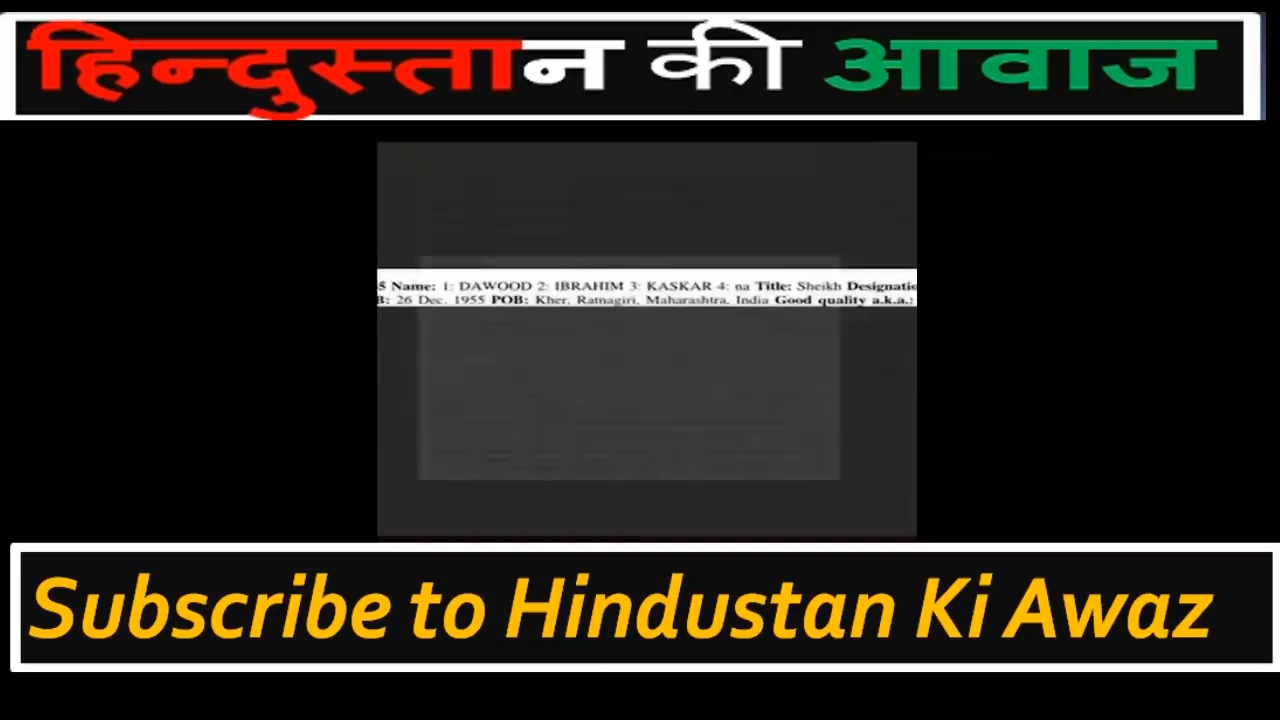 हिन्दुस्तान की आवाज
5 Name: 1: DAWOOD 2: IBRAHIM 3: KASKAR 4: na Title: Sheikh Designatio
B: 26 Dec. 1955 POB: Kher, Ratnagiri, Maharashtra, India Good quality a.k.a.:
Subscribe to Hindustan Ki Awaz